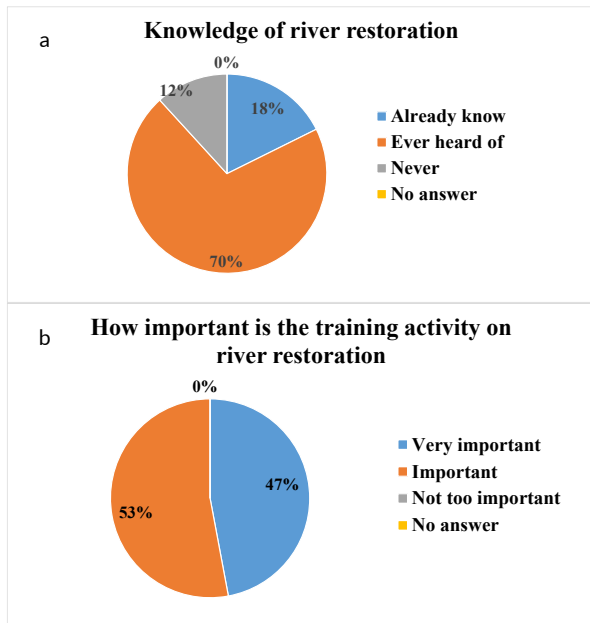 a
Knowledge of river restoration
0%
12%
18%
70%
Already know
Ever heard of
Never
No answer
b
How important is the training activity on
river restoration
0%
47%
53%
Very important
Important
Not too important
No answer